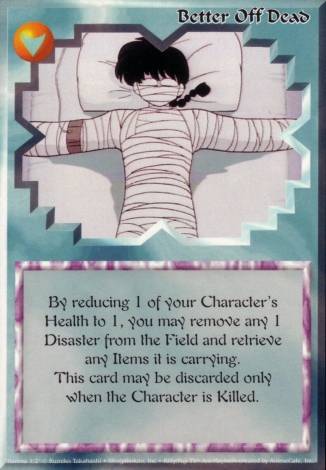 Better Off Dead
By reducing 1 of your Character's
Health to 1, you may remove any 1
Disaster from the Field and retrieve
any Items it is carrying.
This card may be discarded only
when the Character is Killed.
Rumiko Takahashi